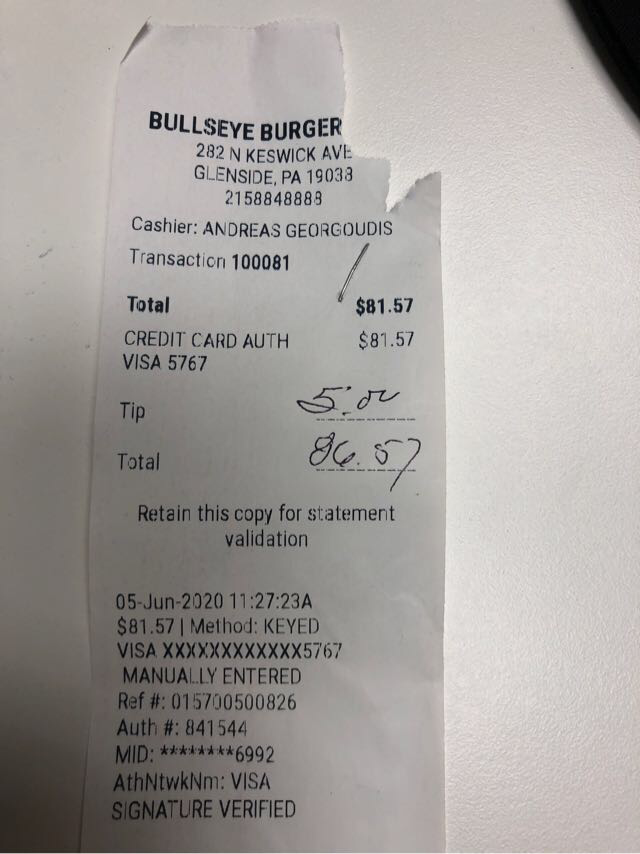 BULLSEYE BURGER
282 N KESWICK AVE
GLENSIDE, PA 19038
2158848888
Cashier: ANDREAS GEORGOUDIS
Transaction 100081
Total $81.57
CREDIT CARD AUTH $81.57
VISA 5767
Tip 5.00
Total 86.57
Retain this copy for statement
validation
05-Jun-2020 11:27:23A
$81.57 | Method: KEYED
VISA XXXXXXXXXXXX5767
MANUALLY ENTERED
Ref #: 015700500826
Auth #: 841544
MID: ********6992
AthNtwkNm: VISA
SIGNATURE VERIFIED